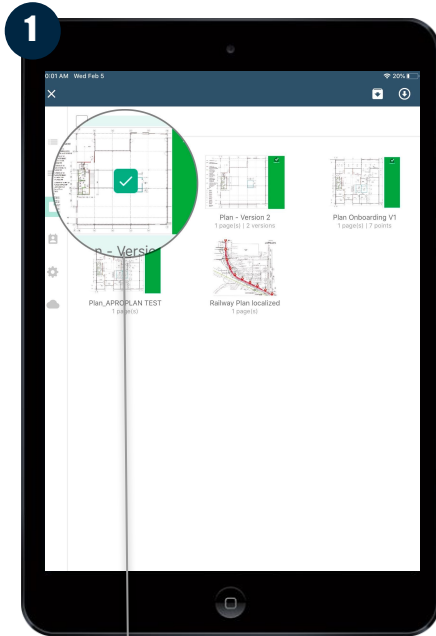 1
0:01 AM Wed Feb 5
20%
n - Versio
Plan - Version 2
1 page(s) | 2 versions
Plan Onboarding V1
1 page(s) | 7 points
Plan_APROPLAN TEST
1 page(s)
Railway Plan localized
1 page(s)